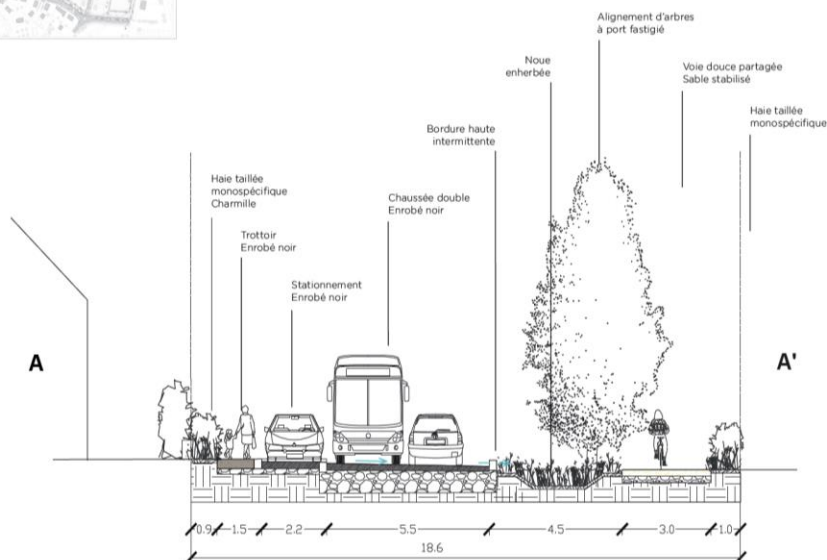 Alignement d'arbres
à port fastigié
Noue
enherbée
Voie douce partagée
Sable stabilisé
Haie taillée
monospécifique
Bordure haute
intermittente
Haie taillée
monospécifique
Charmille
Chaussée double
Enrobé noir
Trottoir
Enrobé noir
Stationnement
Enrobé noir
A
A'
0.9 1.5 2.2 5.5 4.5 3.0 1.0
18.6